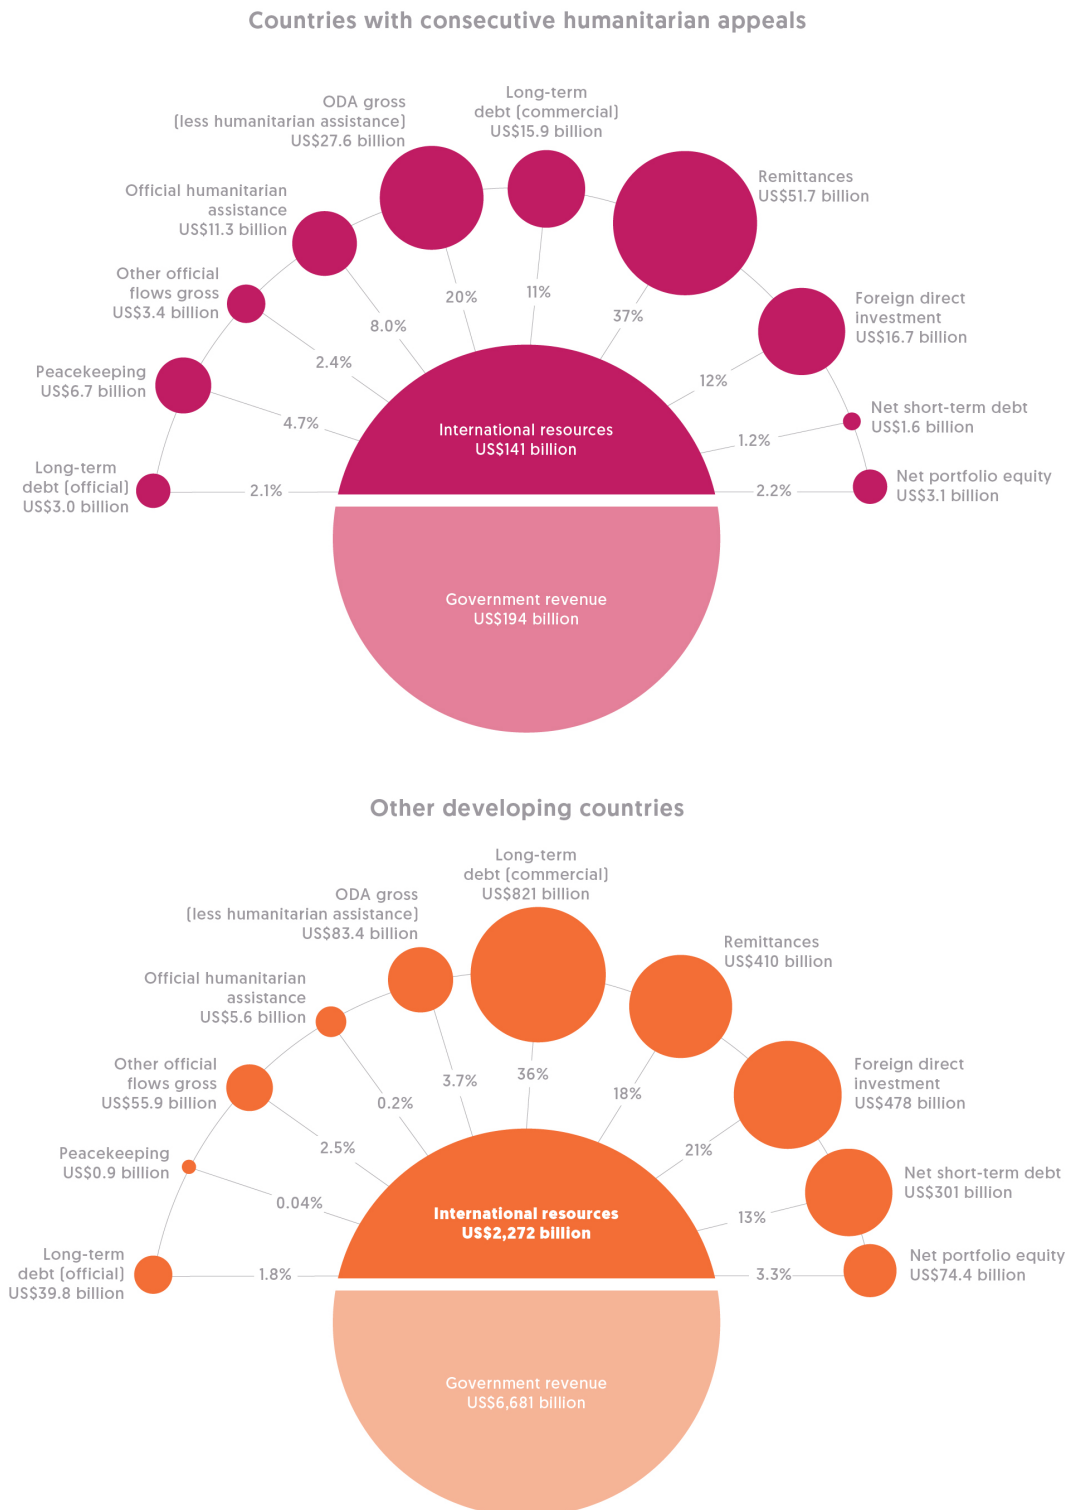 Countries with consecutive humanitarian appeals
Long-term
debt (commercial)
US$15.9 billion
ODA gross
(less humanitarian assistance)
US$27.6 billion
Remittances
US$51.7 billion
Official humanitarian
assistance
US$11.3 billion
Other official
flows gross
US$3.4 billion
Foreign direct
investment
US$16.7 billion
20%
11%
37%
8.0%
2.4%
12%
Peacekeeping
US$6.7 billion
4.7%
Net short-term debt
US$1.6 billion
1.2%
International resources
US$141 billion
Long-term
debt (official)
US$3.0 billion
2.1%
2.2%
Net portfolio equity
US$3.1 billion
Government revenue
US$194 billion
Other developing countries
Long-term
debt (commercial)
US$821 billion
ODA gross
(less humanitarian assistance)
US$83.4 billion
Remittances
US$410 billion
Official humanitarian
assistance
US$5.6 billion
Other official
flows gross
US$55.9 billion
Foreign direct
investment
US$478 billion
3.7%
36%
18%
0.2%
2.5%
21%
Peacekeeping
US$0.9 billion
0.04%
Net short-term debt
US$301 billion
13%
International resources
US$2,272 billion
Long-term
debt (official)
US$39.8 billion
1.8%
3.3%
Net portfolio equity
US$74.4 billion
Government revenue
US$6,681 billion